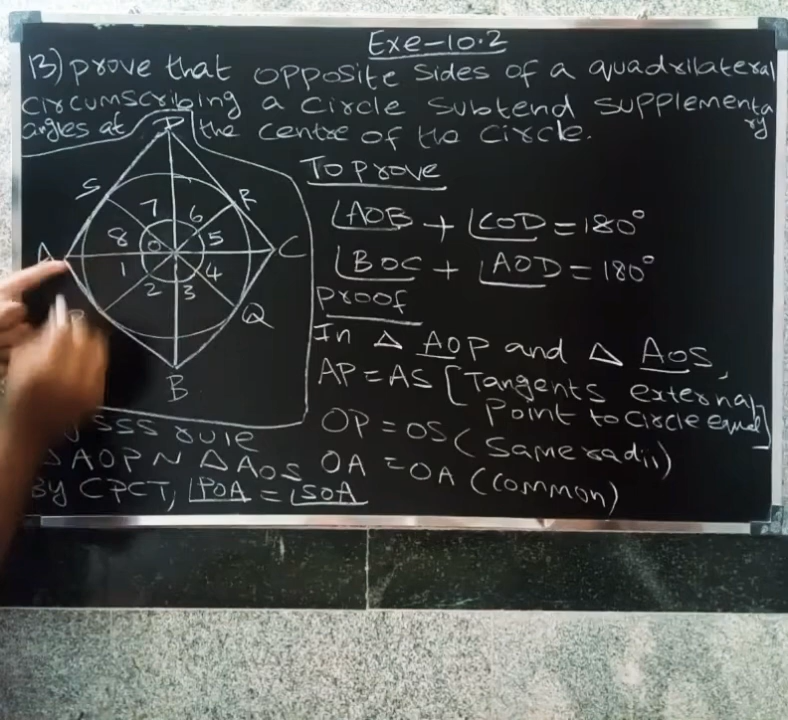 Exe-10.2
13) prove that opposite sides of a quadrilateral
circumscribing a circle subtend supplementary
angles at the centre of the circle.
D
S
R
7
6
8
O
5
A
C
1
4
2
3
Q
B
To prove
∠AOB + ∠COD = 180°
∠BOC + ∠AOD = 180°
proof
In △ AOP and △ AOS,
AP = AS [Tangents external
point to circle equal]
OP = OS (Same radii)
OA = OA (common)
SSS rule
△AOP ~ △AOS
By CPCT, ∠POA = ∠SOA